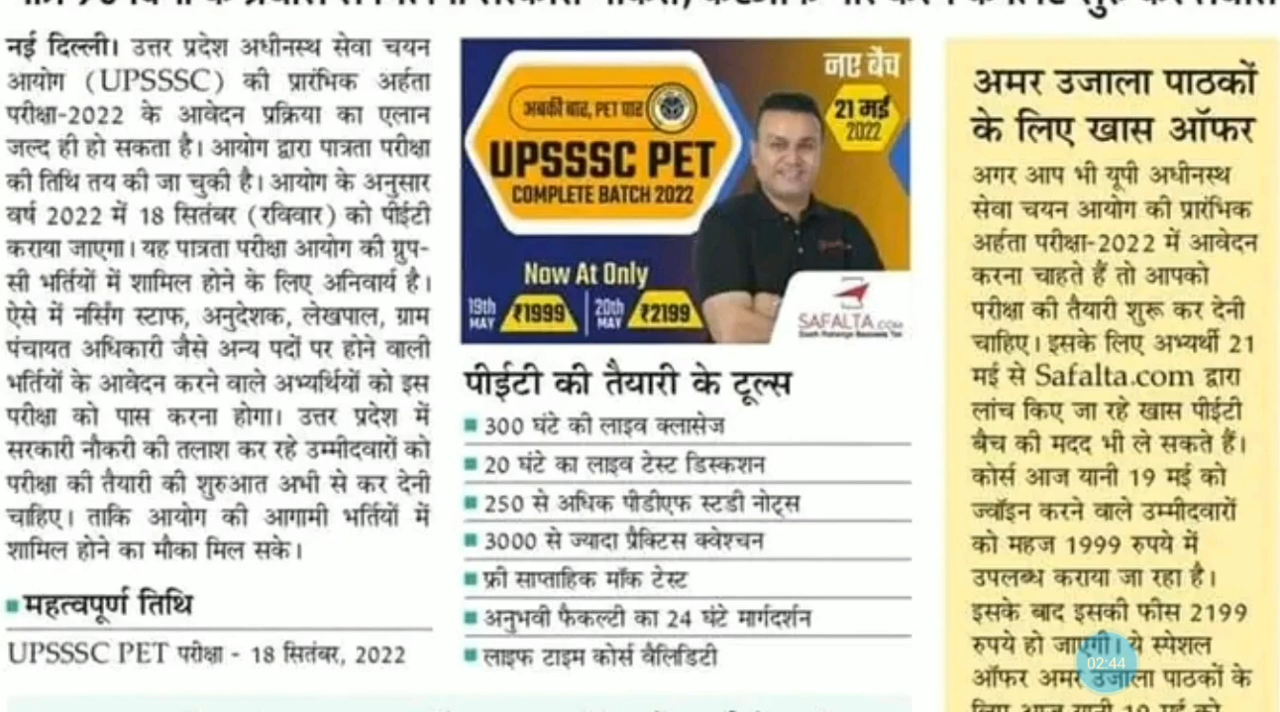 नई दिल्ली। उत्तर प्रदेश अधीनस्थ सेवा चयन
आयोग (UPSSSC) की प्रारंभिक अर्हता
परीक्षा-2022 के आवेदन प्रक्रिया का एलान
जल्द ही हो सकता है। आयोग द्वारा पात्रता परीक्षा
की तिथि तय की जा चुकी है। आयोग के अनुसार
वर्ष 2022 में 18 सितंबर (रविवार) को पीईटी
कराया जाएगा। यह पात्रता परीक्षा आयोग की ग्रुप-
सी भर्तियों में शामिल होने के लिए अनिवार्य है।
ऐसे में नर्सिंग स्टाफ, अनुदेशक, लेखपाल, ग्राम
पंचायत अधिकारी जैसे अन्य पदों पर होने वाली
भर्तियों के आवेदन करने वाले अभ्यर्थियों को इस
परीक्षा को पास करना होगा। उत्तर प्रदेश में
सरकारी नौकरी की तलाश कर रहे उम्मीदवारों को
परीक्षा की तैयारी की शुरुआत अभी से कर देनी
चाहिए। ताकि आयोग की आगामी भर्तियों में
शामिल होने का मौका मिल सके।
महत्वपूर्ण तिथि
UPSSSC PET परीक्षा - 18 सितंबर, 2022
नए बैच
21 मई
2022
अबकी बार, PET पार
UPSSSC PET
COMPLETE BATCH 2022
Now At Only
19th MAY ₹1999
20th MAY ₹2199
SAFALTA.COM
पीईटी की तैयारी के टूल्स
300 घंटे की लाइव क्लासेज
20 घंटे का लाइव टेस्ट डिस्कशन
250 से अधिक पीडीएफ स्टडी नोट्स
3000 से ज्यादा प्रैक्टिस क्वेश्चन
फ्री साप्ताहिक मॉक टेस्ट
अनुभवी फैकल्टी का 24 घंटे मार्गदर्शन
लाइफ टाइम कोर्स वैलिडिटी
अमर उजाला पाठकों
के लिए खास ऑफर
अगर आप भी यूपी अधीनस्थ
सेवा चयन आयोग की प्रारंभिक
अर्हता परीक्षा-2022 में आवेदन
करना चाहते हैं तो आपको
परीक्षा की तैयारी शुरू कर देनी
चाहिए। इसके लिए अभ्यर्थी 21
मई से Safalta.com द्वारा
लांच किए जा रहे खास पीईटी
बैच की मदद भी ले सकते हैं।
कोर्स आज यानी 19 मई को
ज्वॉइन करने वाले उम्मीदवारों
को महज 1999 रुपये में
उपलब्ध कराया जा रहा है।
इसके बाद इसकी फीस 2199
रुपये हो जाएगी। ये स्पेशल
02:44
ऑफर अमर उजाला पाठकों के
लिए आज यानी 19 मई को